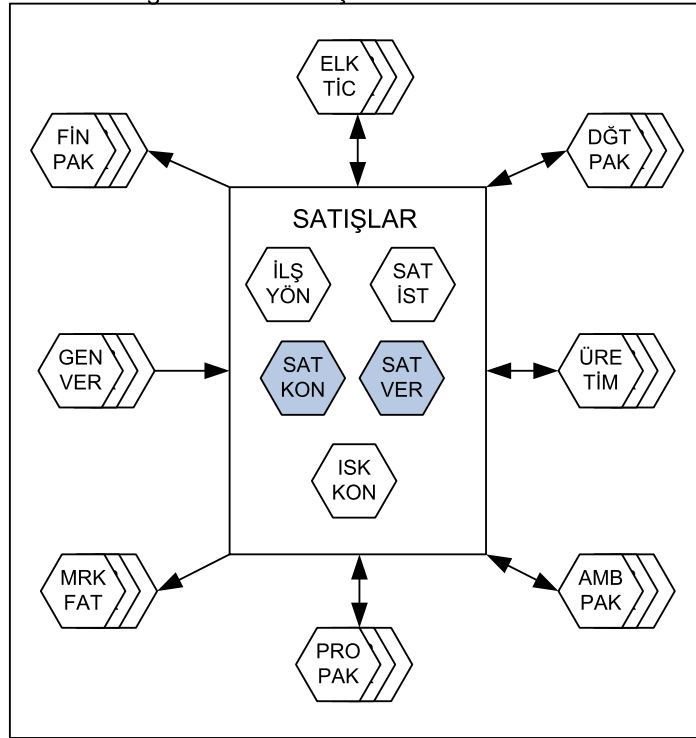 ELK
TİC
FİN
PAK
DĞT
PAK
SATIŞLAR
İLŞ
YÖN
SAT
İST
GEN
VER
SAT
KON
SAT
VER
ÜRE
TİM
ISK
KON
MRK
FAT
AMB
PAK
PRO
PAK